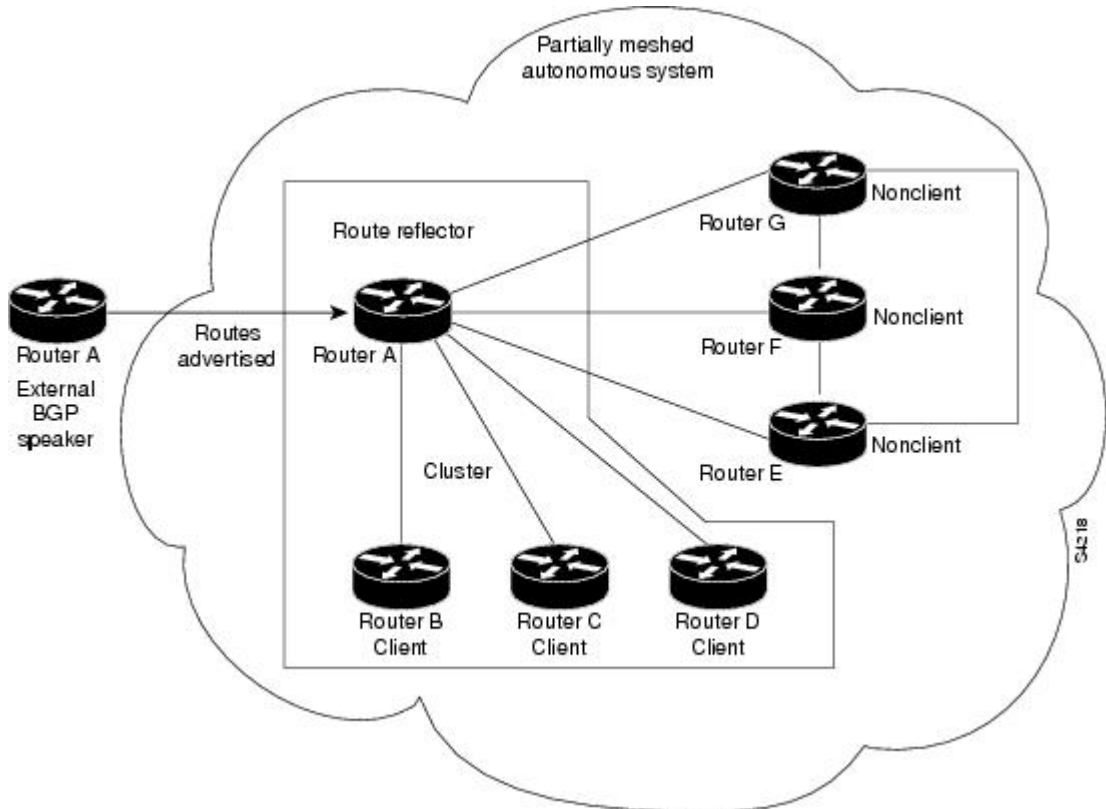 Partially meshed
autonomous system
Nonclient
Router G
Route reflector
Nonclient
Router F
Router A
External
BGP
speaker
Routes
advertised
Router A
Nonclient
Router E
Cluster
Router B
Client
Router C
Client
Router D
Client
S4218